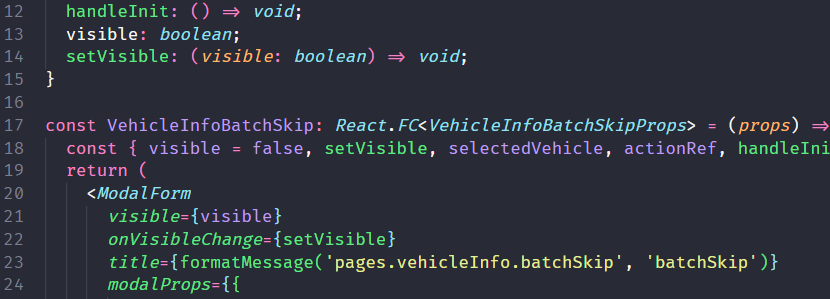 12 handleInit: () => void;
13 visible: boolean;
14 setVisible: (visible: boolean) => void;
15 }
16
17 const VehicleInfoBatchSkip: React.FC<VehicleInfoBatchSkipProps> = (props) =>
18 const { visible = false, setVisible, selectedVehicle, actionRef, handleIni
19 return (
20 <ModalForm
21 visible={visible}
22 onVisibleChange={setVisible}
23 title={formatMessage('pages.vehicleInfo.batchSkip', 'batchSkip')}
24 modalProps={{